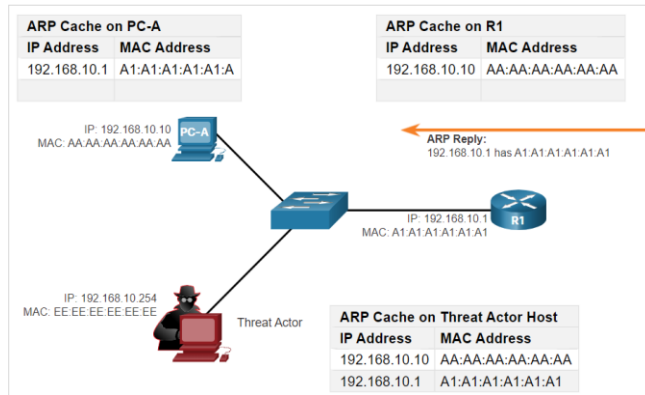 ARP Cache on PC-A
IP Address MAC Address
192.168.10.1 A1:A1:A1:A1:A1:A
ARP Cache on R1
IP Address MAC Address
192.168.10.10 AA:AA:AA:AA:AA:AA
IP: 192.168.10.10
MAC: AA:AA:AA:AA:AA:AA
PC-A
ARP Reply:
192.168.10.1 has A1:A1:A1:A1:A1:A1
IP: 192.168.10.1
MAC: A1:A1:A1:A1:A1:A1
R1
IP: 192.168.10.254
MAC: EE:EE:EE:EE:EE:EE
Threat Actor
ARP Cache on Threat Actor Host
IP Address MAC Address
192.168.10.10 AA:AA:AA:AA:AA:AA
192.168.10.1 A1:A1:A1:A1:A1:A1